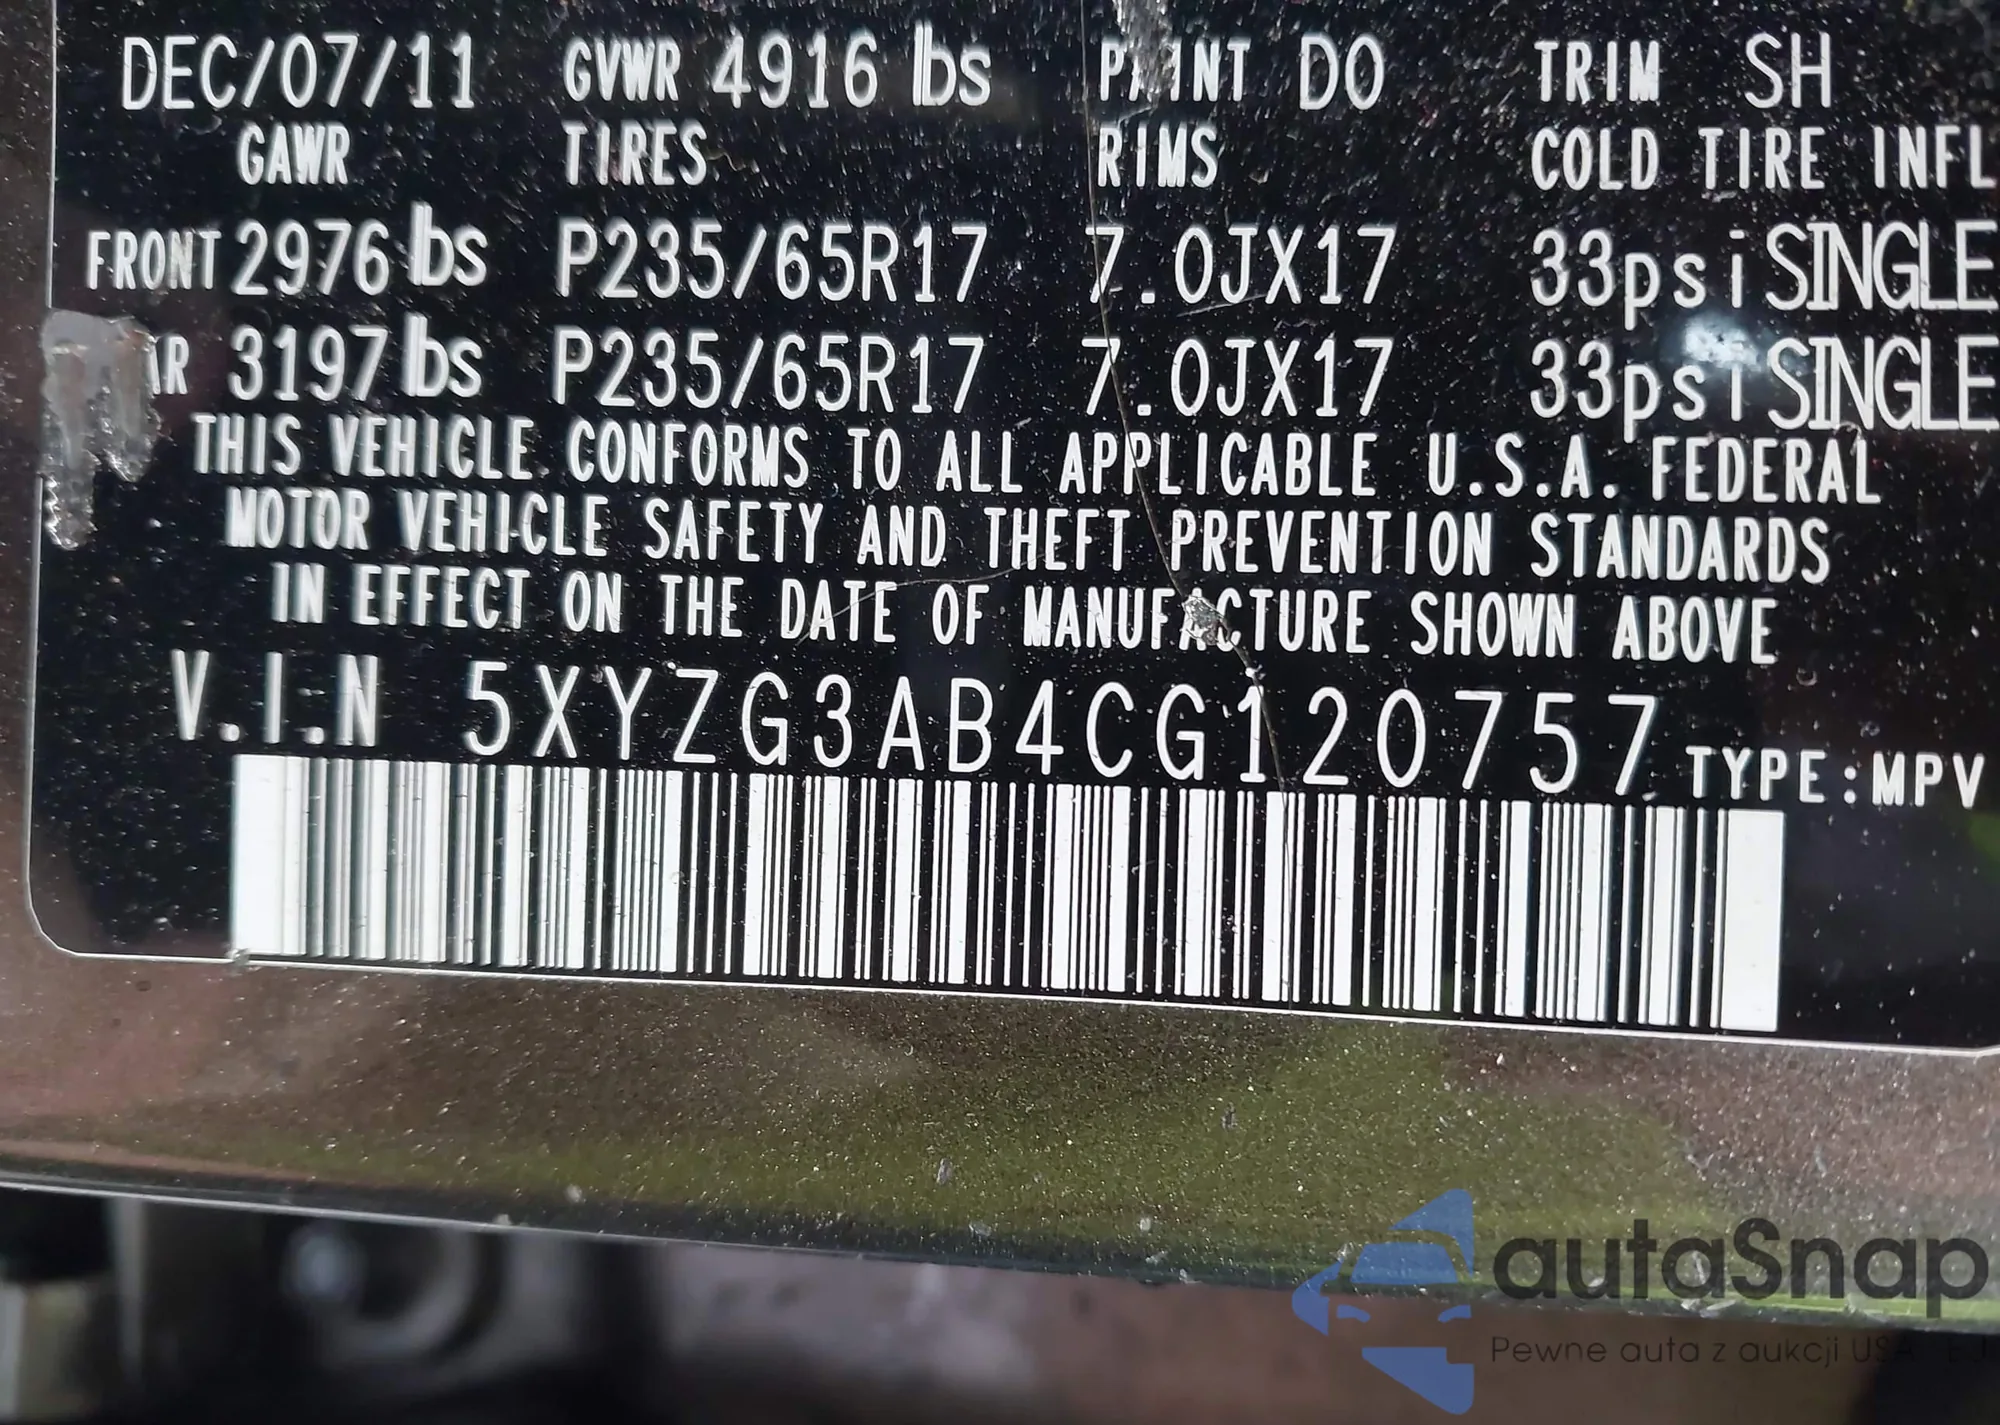 DEC/07/11 GVWR 4916 lbs PAINT D0 TRIM SH
GAWR TIRES RIMS COLD TIRE INFL
FRONT 2976 lbs P235/65R17 7.0JX17 33psi SINGLE
3197 lbs P235/65R17 7.0JX17 33psi SINGLE
THIS VEHICLE CONFORMS TO ALL APPLICABLE U.S.A. FEDERAL
MOTOR VEHICLE SAFETY AND THEFT PREVENTION STANDARDS
IN EFFECT ON THE DATE OF MANUFACTURE SHOWN ABOVE
V.I.N 5XYZG3AB4CG120757 TYPE:MPV
autaSnap
Pewne auta z aukcji USA